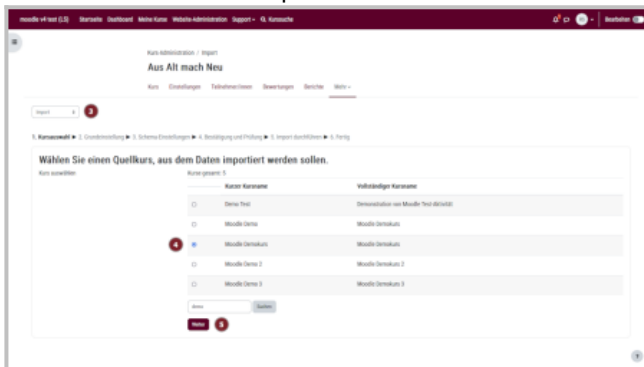 moodle v4 test (LS) Startseite Dashboard Meine Kurse Website-Administration Support Kurssuche Bearbeiten
Kurs-Administration / Import
Aus Alt mach Neu
Kurs Einstellungen Teilnehmer/innen Bewertungen Berichte Mehr
Import 3
1. Kursauswahl ► 2. Grundeinstellung ► 3. Schema-Einstellungen ► 4. Bestätigung und Prüfung ► 5. Import durchführen ► 6. Fertig
Wählen Sie einen Quellkurs, aus dem Daten importiert werden sollen.
Kurs auswählen Kurse gesamt: 5
Kurzer Kursname Vollständiger Kursname
Demo Test Demonstration von Moodle Test Aktivität
Moodle Demo Moodle Demokurs
4 Moodle Demokurs Moodle Demokurs
Moodle Demo 2 Moodle Demokurs 2
Moodle Demo 3 Moodle Demokurs 3
demo Suchen
Weiter 5
?